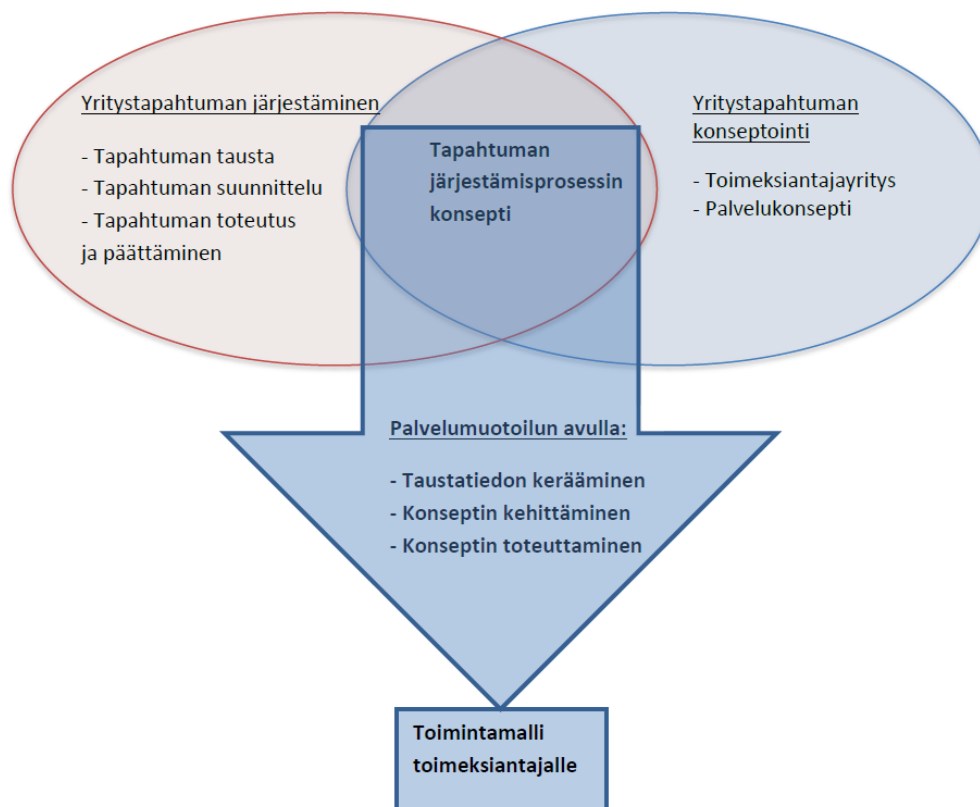 Yritystapahtuman järjestäminen
- Tapahtuman tausta
- Tapahtuman suunnittelu
- Tapahtuman toteutus
ja päättäminen
Tapahtuman
järjestämisprosessin
konsepti
Yritystapahtuman
konseptointi
- Toimeksiantajayritys
- Palvelukonsepti
Palvelumuotoilun avulla:
- Taustatiedon kerääminen
- Konseptin kehittäminen
- Konseptin toteuttaminen
Toimintamalli
toimeksiantajalle